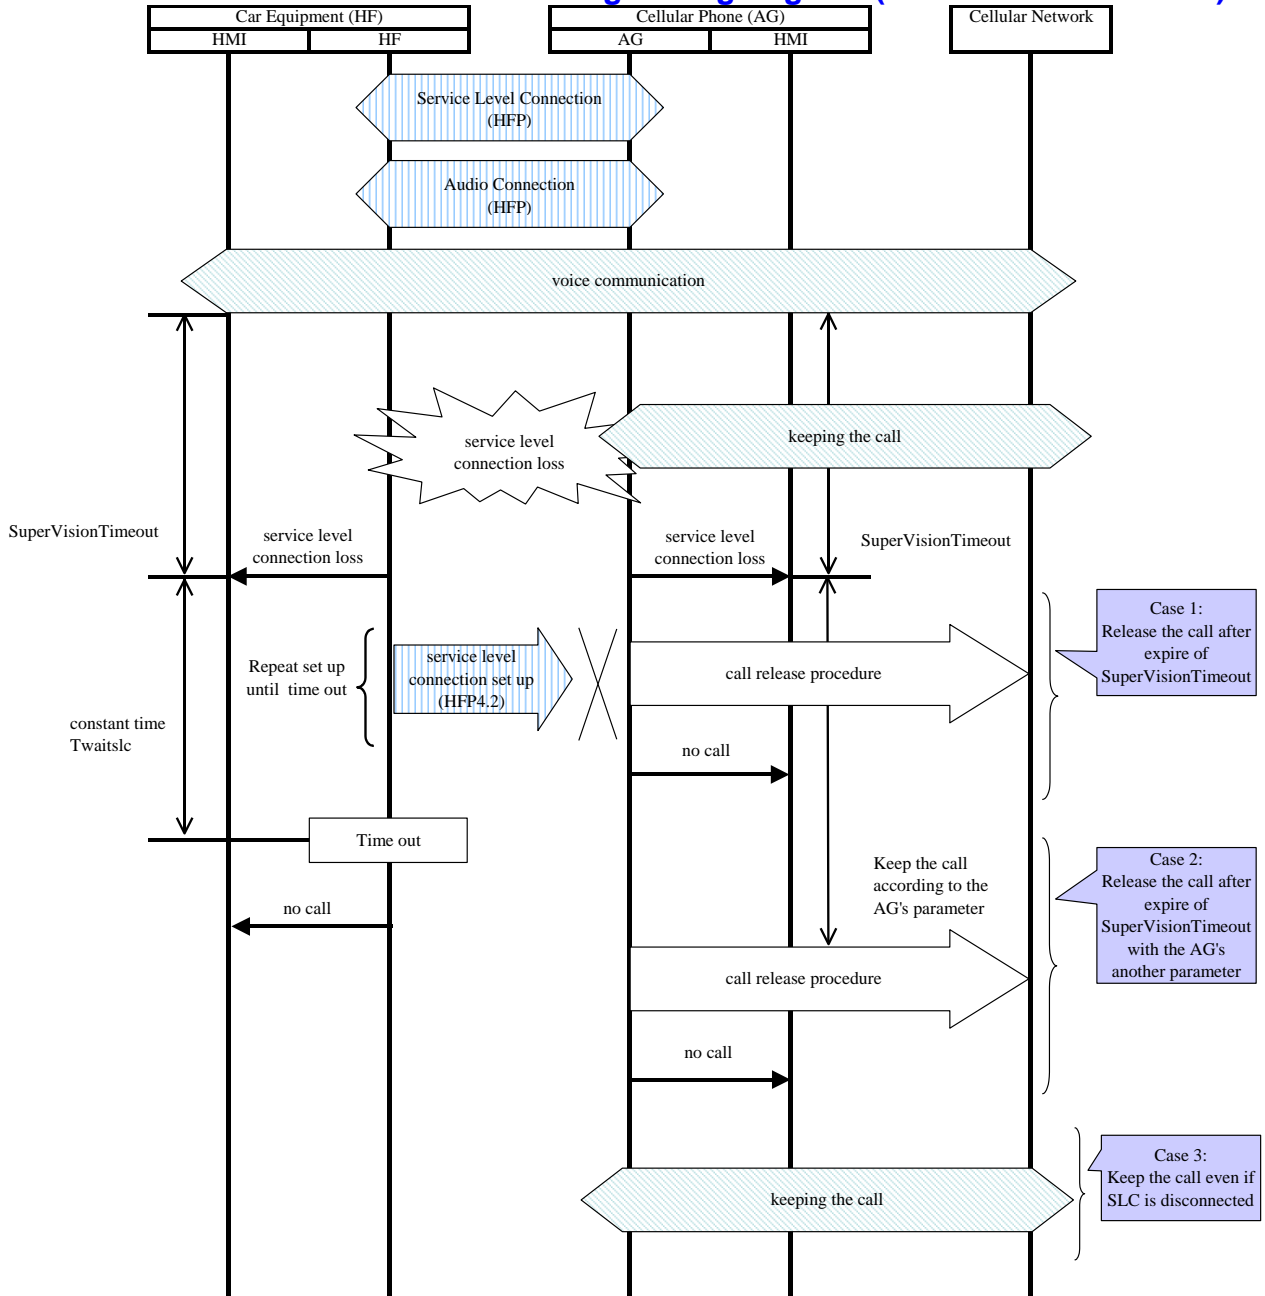 Car Equipment (HF)
Cellular Phone (AG)
Cellular Network
HMI
HF
AG
HMI
Service Level Connection
(HFP)
Audio Connection
(HFP)
voice communication
service level
connection loss
keeping the call
SuperVisionTimeout
service level
connection loss
service level
connection loss
SuperVisionTimeout
Case 1:
Release the call after
expire of
SuperVisionTimeout
Repeat set up
until time out
service level
connection set up
(HFP4.2)
call release procedure
constant time
Twaitslc
no call
Time out
Keep the call
according to the
AG's parameter
Case 2:
Release the call after
expire of
SuperVisionTimeout
with the AG's
another parameter
no call
call release procedure
no call
Case 3:
Keep the call even if
SLC is disconnected
keeping the call